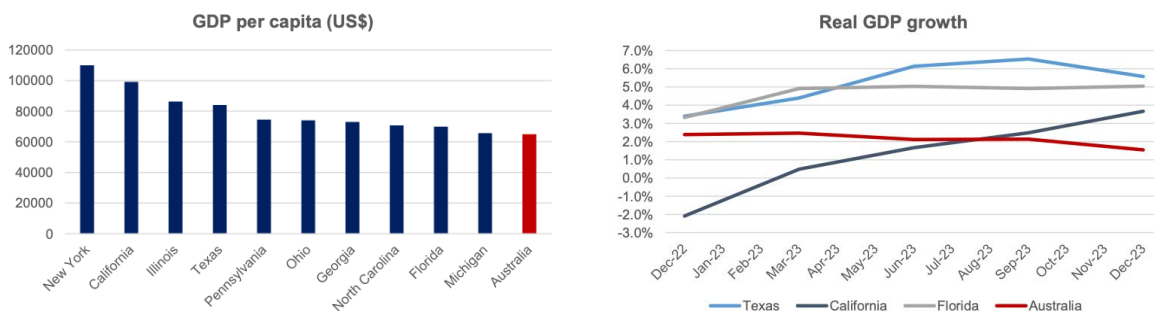 GDP per capita (US$)
120000
100000
80000
60000
40000
20000
0
New York
California
Illinois
Texas
Pennsylvania
Ohio
Georgia
North Carolina
Florida
Michigan
Australia
Real GDP growth
7.0%
6.0%
5.0%
4.0%
3.0%
2.0%
1.0%
0.0%
-1.0%
-2.0%
-3.0%
Dec-22
Jan-23
Feb-23
Mar-23
Apr-23
May-23
Jun-23
Jul-23
Aug-23
Sep-23
Oct-23
Nov-23
Dec-23
Texas California Florida Australia